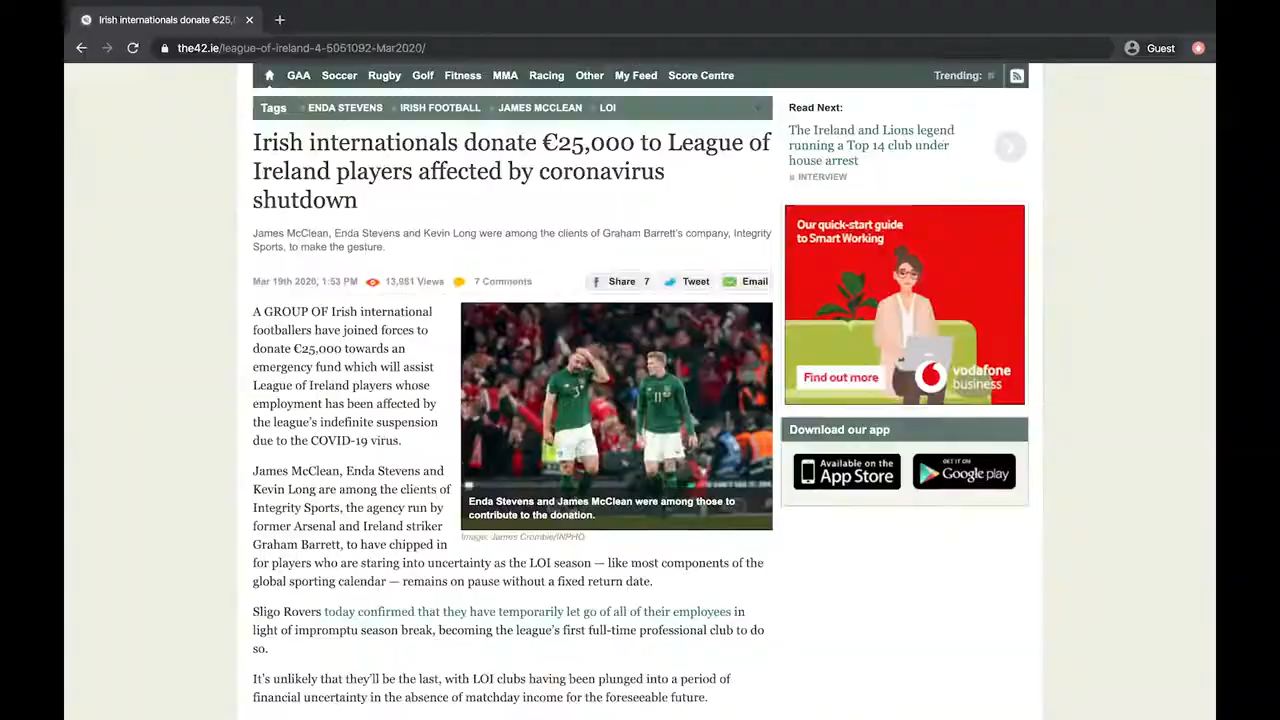 Irish internationals donate €25,
the42.ie/league-of-ireland-4-5051092-Mar2020/
Guest
GAA Soccer Rugby Golf Fitness MMA Racing Other My Feed Score Centre
Trending:
Tags ENDA STEVENS IRISH FOOTBALL JAMES MCCLEAN LOI
Irish internationals donate €25,000 to League of
Ireland players affected by coronavirus
shutdown
James McClean, Enda Stevens and Kevin Long were among the clients of Graham Barrett's company, Integrity
Sports, to make the gesture.
Mar 19th 2020, 1:53 PM 13,981 Views 7 Comments
Share 7 Tweet Email
A GROUP OF Irish international
footballers have joined forces to
donate €25,000 towards an
emergency fund which will assist
League of Ireland players whose
employment has been affected by
the league's indefinite suspension
due to the COVID-19 virus.
James McClean, Enda Stevens and
Kevin Long are among the clients of
Integrity Sports, the agency run by
former Arsenal and Ireland striker
Graham Barrett, to have chipped in
for players who are staring into uncertainty as the LOI season — like most components of the
global sporting calendar — remains on pause without a fixed return date.
Enda Stevens and James McClean were among those to
contribute to the donation.
Image: James Crombie/INPHO
Sligo Rovers today confirmed that they have temporarily let go of all of their employees in
light of impromptu season break, becoming the league's first full-time professional club to do
so.
It's unlikely that they'll be the last, with LOI clubs having been plunged into a period of
financial uncertainty in the absence of matchday income for the foreseeable future.
Read Next:
The Ireland and Lions legend
running a Top 14 club under
house arrest
INTERVIEW
Our quick-start guide
to Smart Working
Find out more
vodafone
business
Download our app
Available on the
App Store
GET IT ON
Google play